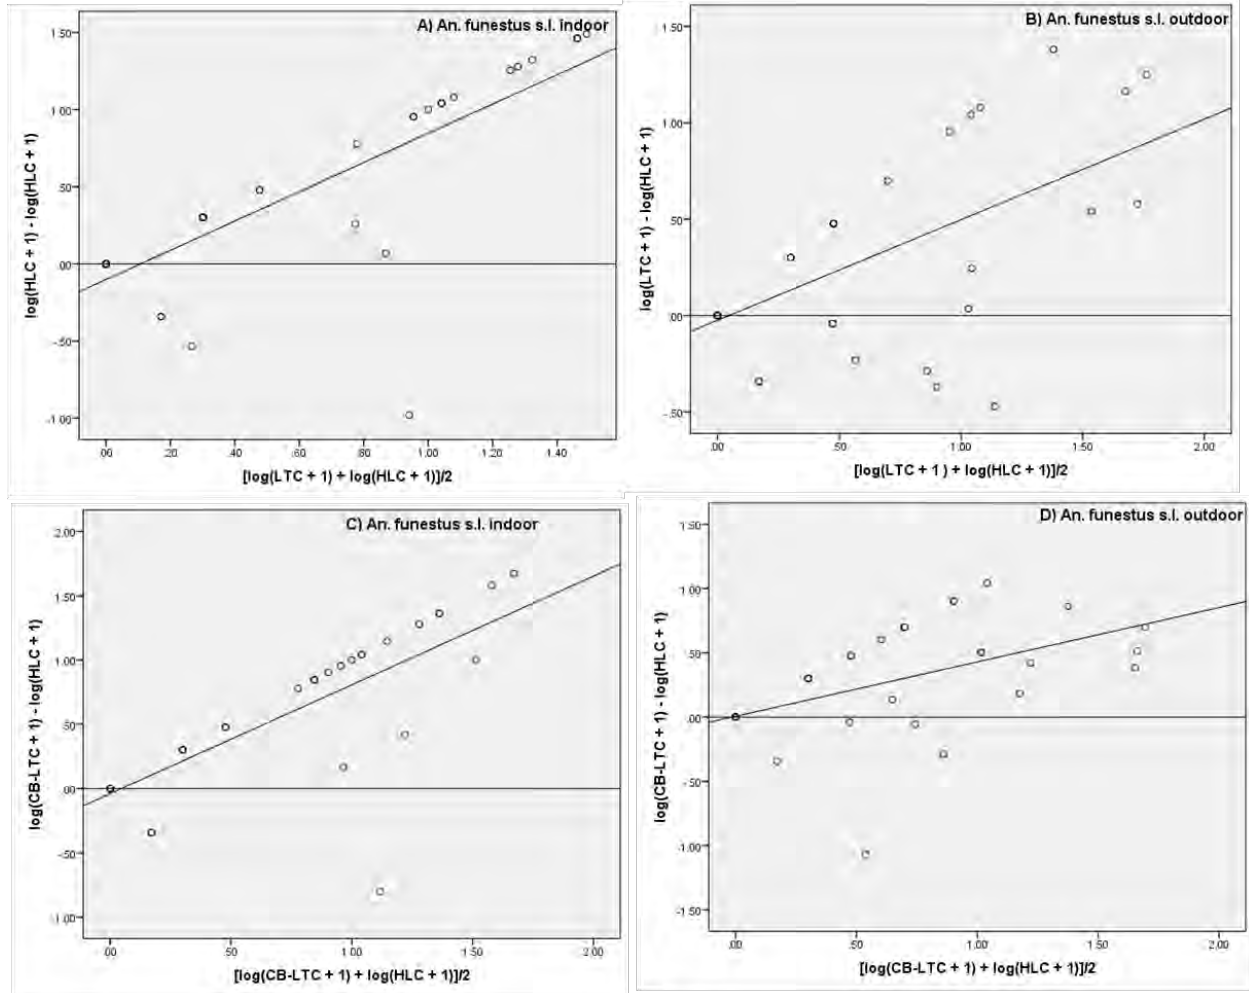 A) An. funestus s.l. indoor
log(HLC + 1) - log(HLC + 1)
1.50
1.00
.50
.00
-.50
-1.00
.00 .20 .40 .60 .80 1.00 1.20 1.40
[log(LTC + 1) + log(HLC + 1)]/2
B) An. funestus s.l. outdoor
log(LTC + 1) - log(HLC + 1)
1.50
1.00
.50
.00
-.50
.00 .50 1.00 1.50 2.00
[log(LTC + 1 ) + log(HLC + 1)]/2
C) An. funestus s.l. indoor
log(CB-LTC + 1) - log(HLC + 1)
2.00
1.50
1.00
.50
.00
-.50
-1.00
.00 .50 1.00 1.50 2.00
[log(CB-LTC + 1) + log(HLC + 1)]/2
D) An. funestus s.l. outdoor
log(CB-LTC + 1) - log(HLC + 1)
1.50
1.00
.50
.00
-.50
-1.00
-1.50
.00 .50 1.00 1.50 2.00
[log(CB-LTC + 1) + log(HLC + 1)]/2